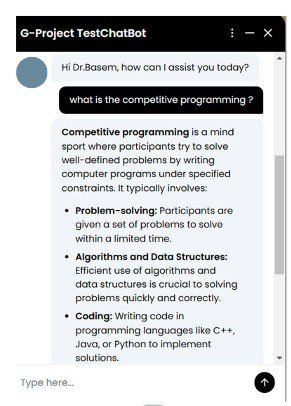 G-Project TestChatBot
Hi Dr.Basem, how can I assist you today?
what is the competitive programming ?
Competitive programming is a mind
sport where participants try to solve
well-defined problems by writing
computer programs under specified
constraints. It typically involves:
• Problem-solving: Participants are
given a set of problems to solve
within a limited time.
• Algorithms and Data Structures:
Efficient use of algorithms and
data structures is crucial to solving
problems quickly and correctly.
• Coding: Writing code in
programming languages like C++,
Java, or Python to implement
solutions.
Type here...